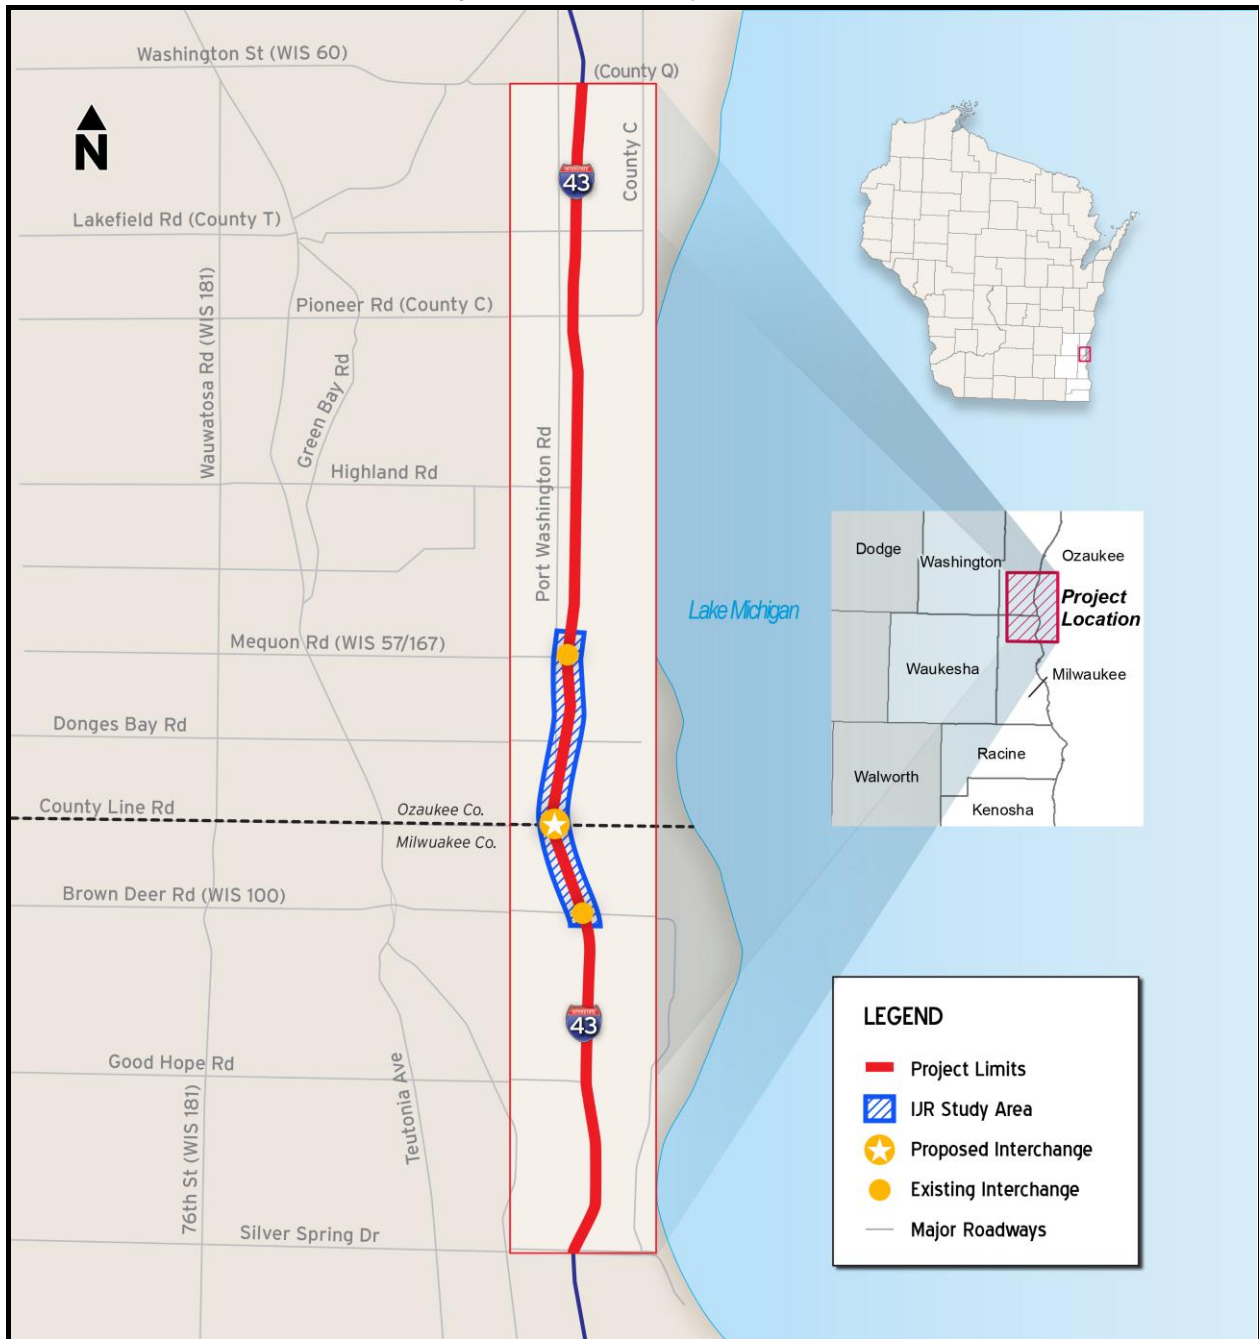 Washington St (WIS 60)
(County Q)
N
INTERSTATE
43
County C
Lakefield Rd (County T)
Wauwatosa Rd (WIS 181)
Pioneer Rd (County C)
Green Bay Rd
Port Washington Rd
Highland Rd
Mequon Rd (WIS 57/167)
Lake Michigan
Donges Bay Rd
County Line Rd
Ozaukee Co.
Milwuakee Co.
Brown Deer Rd (WIS 100)
INTERSTATE
43
Good Hope Rd
76th St (WIS 181)
Teutonia Ave
Silver Spring Dr
Dodge
Washington
Ozaukee
Project
Location
Waukesha
Milwaukee
Racine
Walworth
Kenosha
LEGEND
Project Limits
IJR Study Area
Proposed Interchange
Existing Interchange
Major Roadways